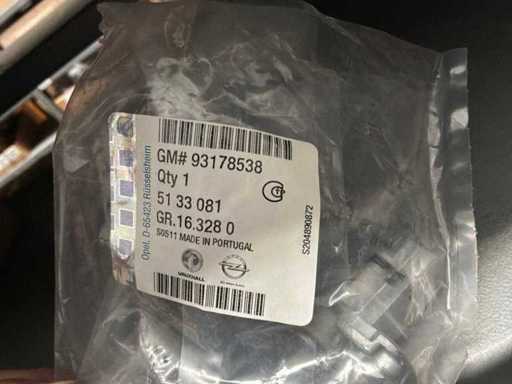 GM# 93178538
Qty 1
51 33 081
GR.16.328 0
S0511 MADE IN PORTUGAL
VAUXHALL
Opel, D-65423 Rüsselsheim
S204890872